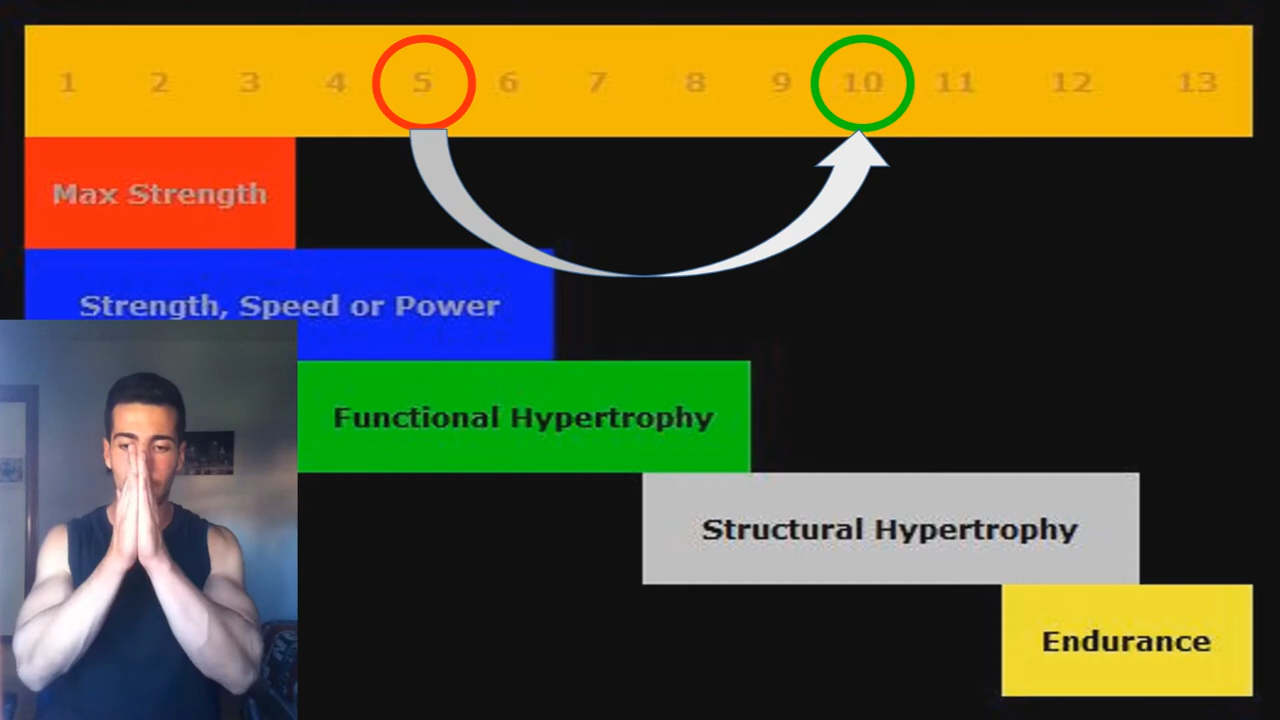 1 2 3 4 5 6 7 8 9 10 11 12 13
Max Strength
Strength, Speed or Power
Functional Hypertrophy
Structural Hypertrophy
Endurance